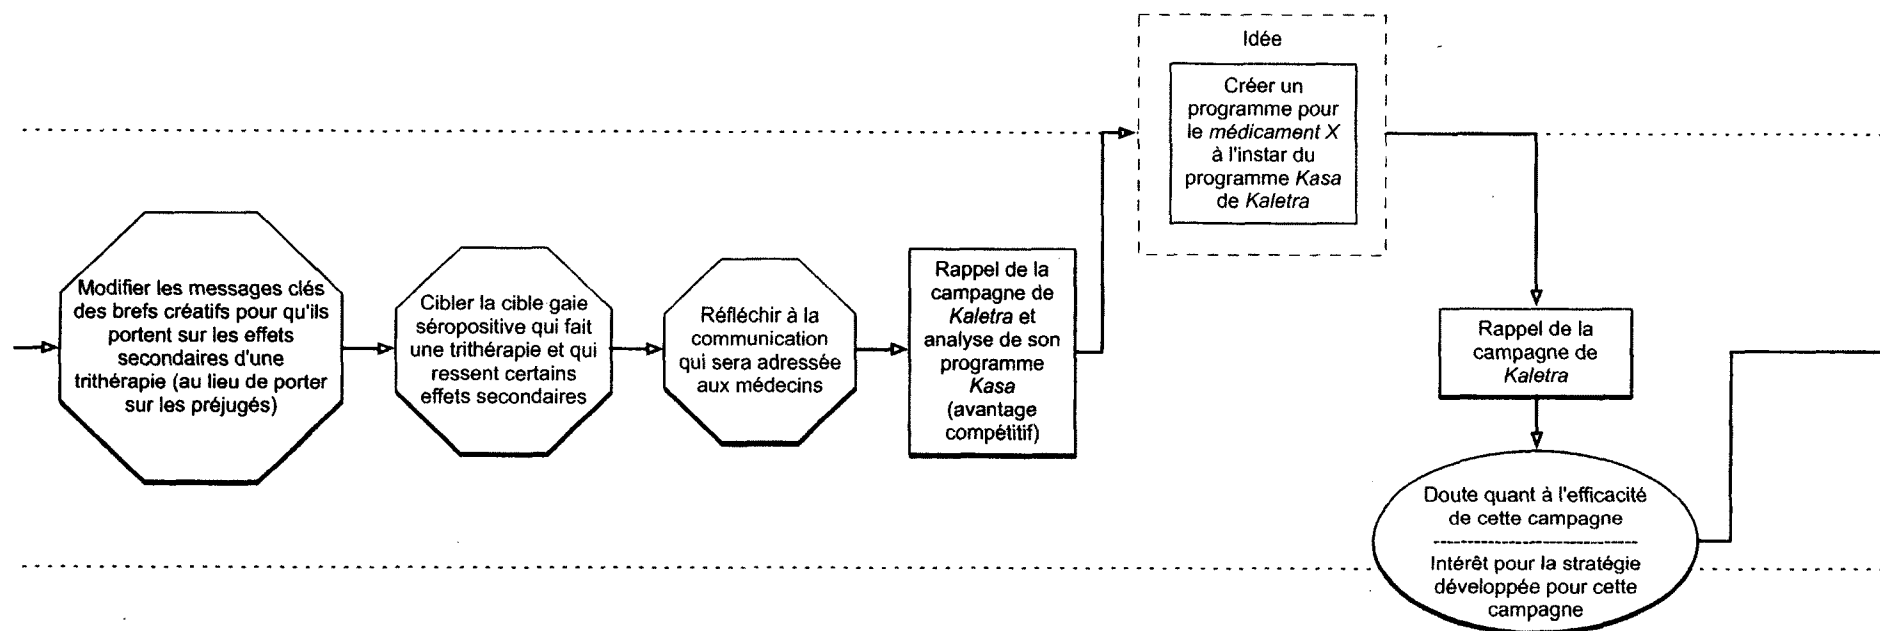 Modifier les messages clés
des brefs créatifs pour qu'ils
portent sur les effets
secondaires d'une
trithérapie (au lieu de porter
sur les préjugés)
Cibler la cible gaie
séropositive qui fait
une trithérapie et qui
ressent certains
effets secondaires
Réfléchir à la
communication
qui sera adressée
aux médecins
Rappel de la
campagne de
Kaletra et
analyse de son
programme
Kasa
(avantage
compétitif)
Idée
Créer un
programme pour
le médicament X
à l'instar du
programme Kasa
de Kaletra
Rappel de la
campagne de
Kaletra
Doute quant à l'efficacité
de cette campagne
Intérêt pour la stratégie
développée pour cette
campagne